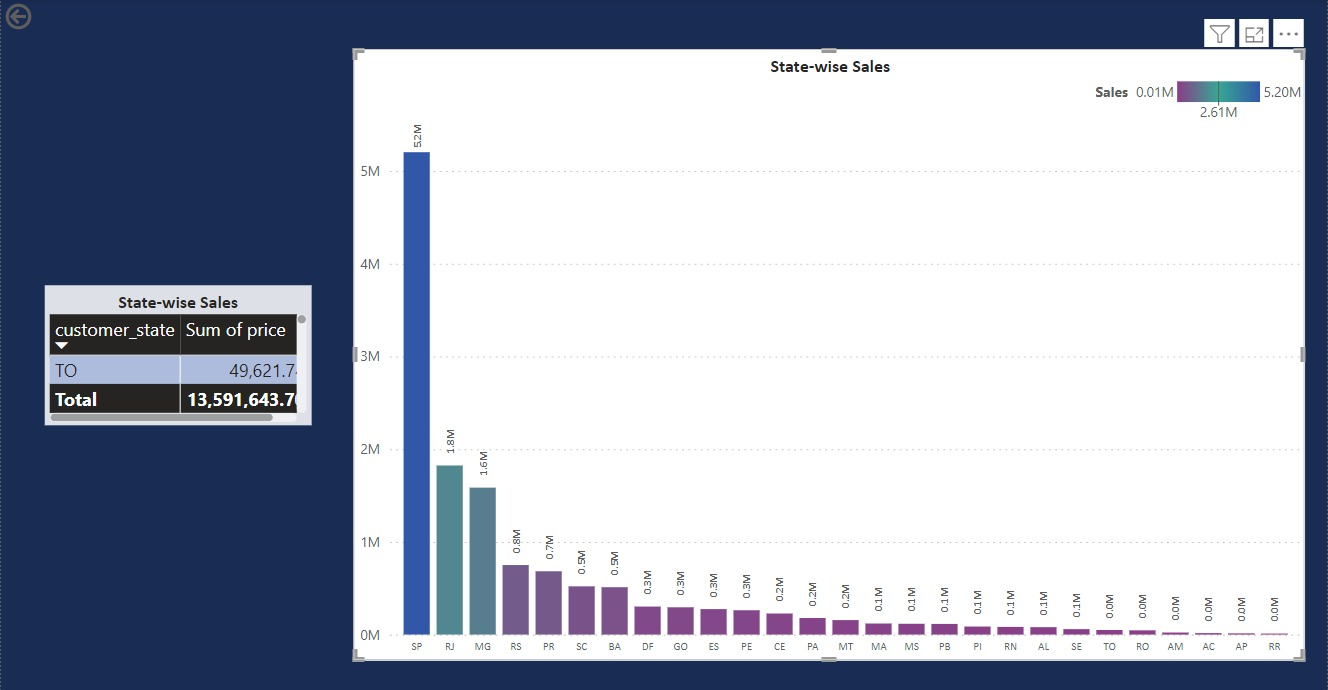 State-wise Sales
Sales 0.01M 5.20M
2.61M
5.2M
5M
4M
3M
2M
1.8M
1.6M
1M
0.8M 0.7M 0.5M 0.5M 0.3M 0.3M 0.3M 0.3M 0.2M 0.2M 0.2M 0.1M 0.1M 0.1M 0.1M 0.1M 0.1M 0.1M 0.0M 0.0M 0.0M 0.0M 0.0M 0.0M
0M
SP RJ MG RS PR SC BA DF GO ES PE CE PA MT MA MS PB PI RN AL SE TO RO AM AC AP RR
State-wise Sales
customer_state Sum of price
TO 49,621.7
Total 13,591,643.7